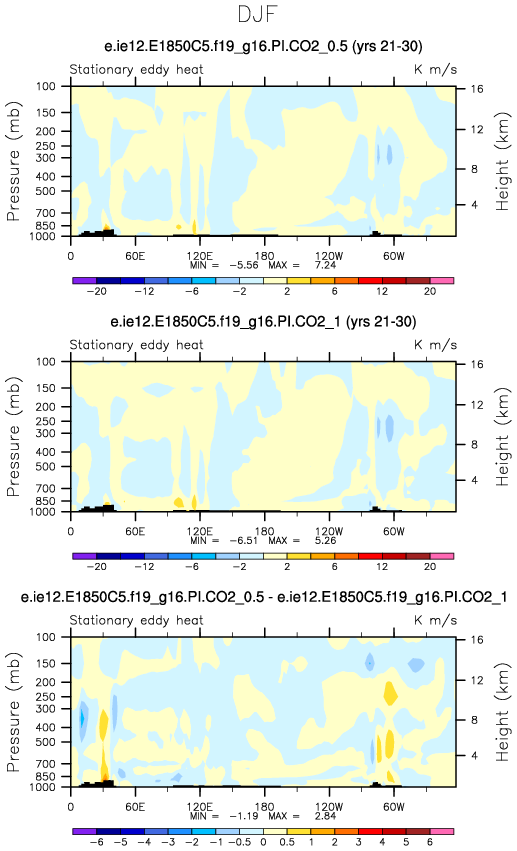 DJF
e.ie12.E1850C5.f19_g16.PI.CO2_0.5 (yrs 21-30)
Stationary eddy heat K m/s
Pressure (mb)
100
150
200
250
300
400
500
700
850
1000
16
12
8
4
Height (km)
0 60E 120E 180 120W 60W
MIN = -5.56 MAX = 7.24
-20 -12 -6 -2 2 6 12 20
e.ie12.E1850C5.f19_g16.PI.CO2_1 (yrs 21-30)
Stationary eddy heat K m/s
Pressure (mb)
100
150
200
250
300
400
500
700
850
1000
16
12
8
4
Height (km)
0 60E 120E 180 120W 60W
MIN = -6.51 MAX = 5.26
-20 -12 -6 -2 2 6 12 20
e.ie12.E1850C5.f19_g16.PI.CO2_0.5 - e.ie12.E1850C5.f19_g16.PI.CO2_1
Stationary eddy heat K m/s
Pressure (mb)
100
150
200
250
300
400
500
700
850
1000
16
12
8
4
Height (km)
0 60E 120E 180 120W 60W
MIN = -1.19 MAX = 2.84
-6 -5 -4 -3 -2 -1 -0.5 0 0.5 1 2 3 4 5 6